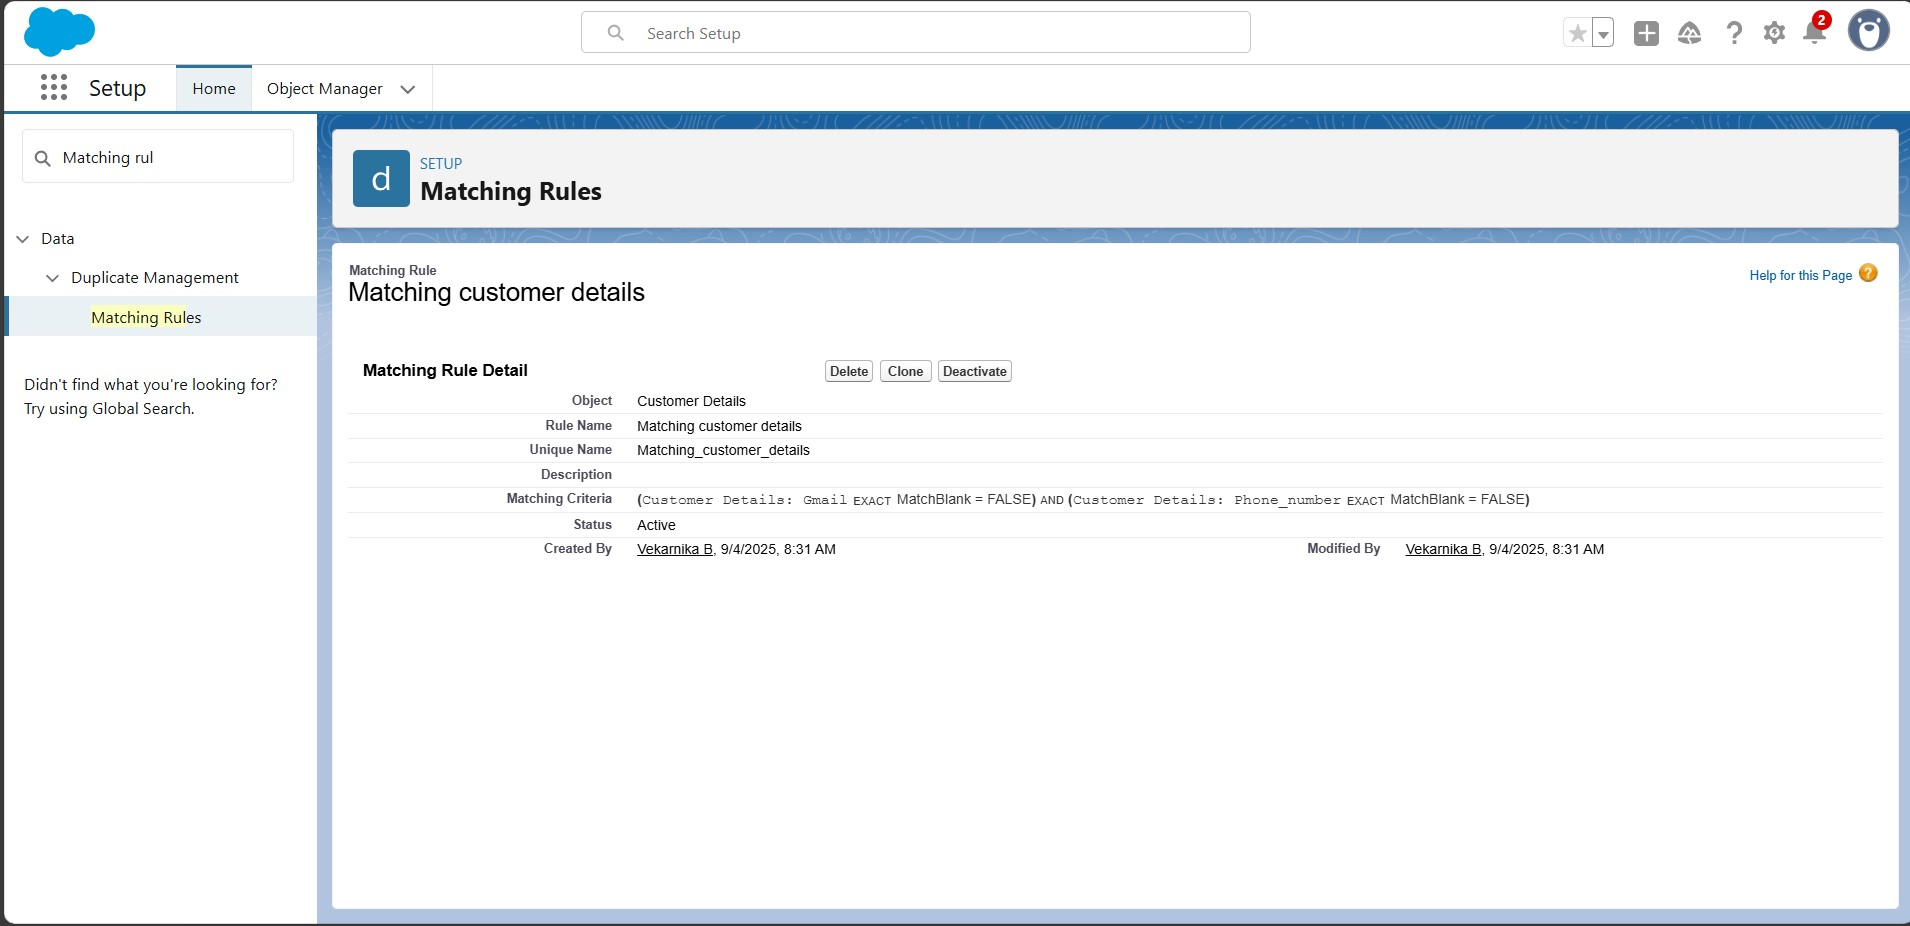 Search Setup
2
Setup
Home
Object Manager
Matching rul
Data
Duplicate Management
Matching Rules
Didn't find what you're looking for?
Try using Global Search.
d
SETUP
Matching Rules
Matching Rule
Matching customer details
Help for this Page ?
Matching Rule Detail
Delete Clone Deactivate
Object Customer Details
Rule Name Matching customer details
Unique Name Matching_customer_details
Description
Matching Criteria (Customer Details: Gmail EXACT MatchBlank = FALSE) AND (Customer Details: Phone_number EXACT MatchBlank = FALSE)
Status Active
Created By Vekarnika B, 9/4/2025, 8:31 AM Modified By Vekarnika B, 9/4/2025, 8:31 AM